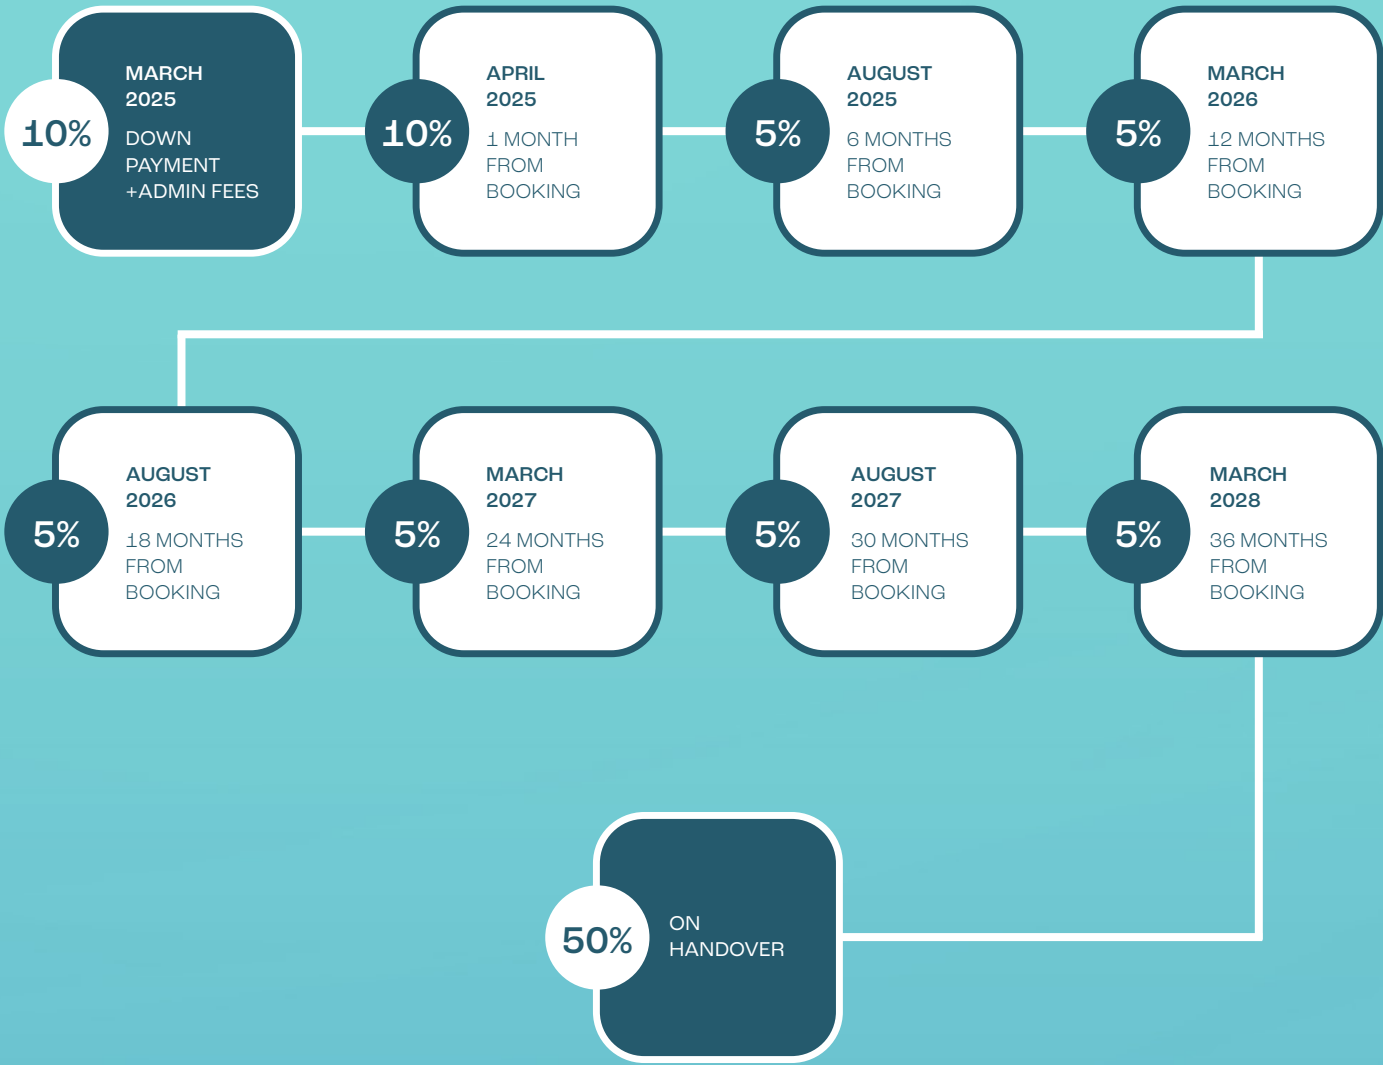 10%
MARCH
2025
DOWN
PAYMENT
+ADMIN FEES
10%
APRIL
2025
1 MONTH
FROM
BOOKING
5%
AUGUST
2025
6 MONTHS
FROM
BOOKING
5%
MARCH
2026
12 MONTHS
FROM
BOOKING
5%
AUGUST
2026
18 MONTHS
FROM
BOOKING
5%
MARCH
2027
24 MONTHS
FROM
BOOKING
5%
AUGUST
2027
30 MONTHS
FROM
BOOKING
5%
MARCH
2028
36 MONTHS
FROM
BOOKING
50%
ON
HANDOVER